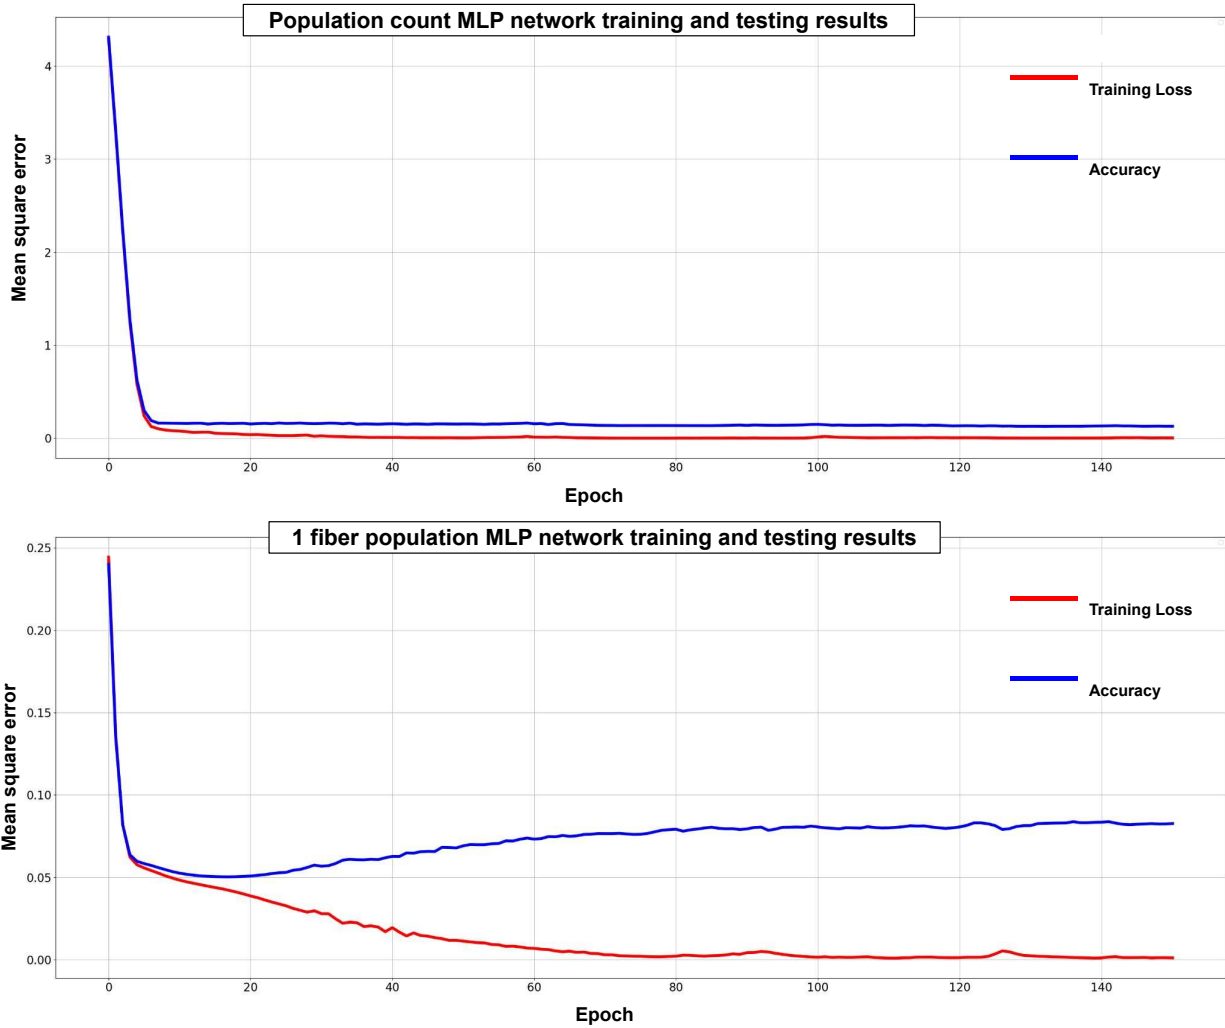 Population count MLP network training and testing results
4
3
2
1
0
Mean square error
Training Loss
Accuracy
0 20 40 60 80 100 120 140
Epoch
1 fiber population MLP network training and testing results
0.25
0.20
0.15
0.10
0.05
0.00
Mean square error
Training Loss
Accuracy
0 20 40 60 80 100 120 140
Epoch